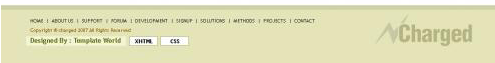 HOME | ABOUT US | SUPPORT | FORUM | DEVELOPMENT | SIGNUP | SOLUTIONS | METHODS | PROJECTS | CONTACT
Copyright © charged 2007 All Rights Reserved
Designed By : Template World XHTML CSS
Charged